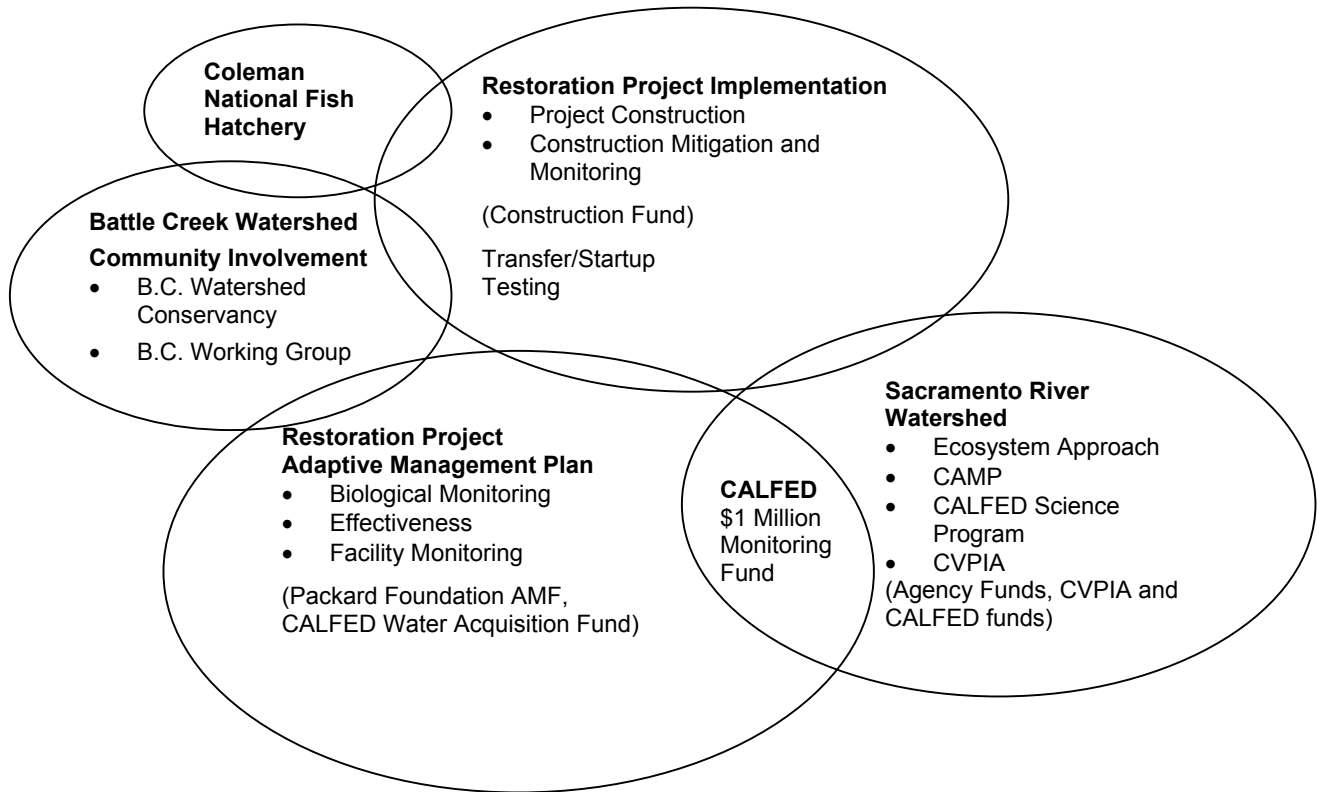 Coleman
National Fish
Hatchery
Restoration Project Implementation
• Project Construction
• Construction Mitigation and
Monitoring
(Construction Fund)
Transfer/Startup
Testing
Battle Creek Watershed
Community Involvement
• B.C. Watershed
Conservancy
• B.C. Working Group
Restoration Project
Adaptive Management Plan
• Biological Monitoring
• Effectiveness
• Facility Monitoring
(Packard Foundation AMF,
CALFED Water Acquisition Fund)
CALFED
$1 Million
Monitoring
Fund
Sacramento River
Watershed
• Ecosystem Approach
• CAMP
• CALFED Science
Program
• CVPIA
(Agency Funds, CVPIA and
CALFED funds)